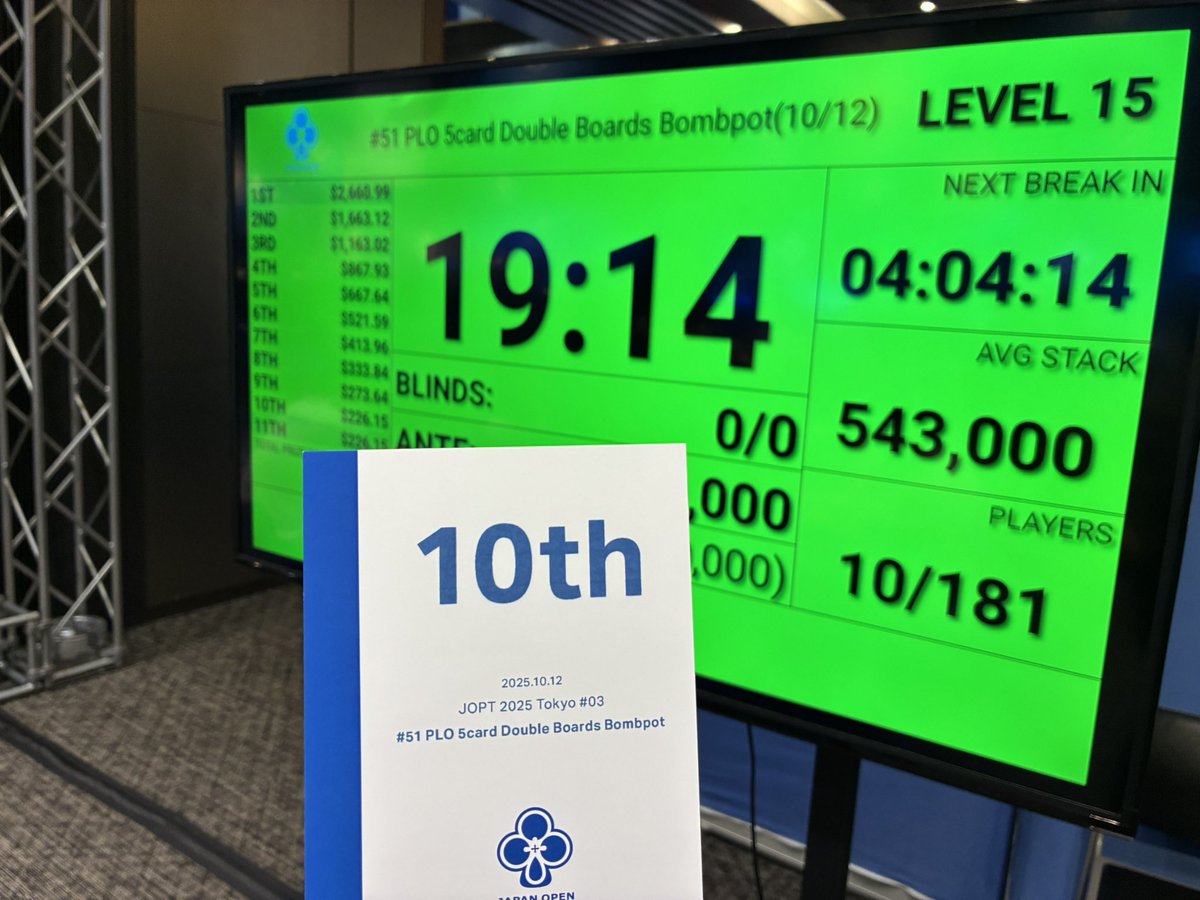 #51 PLO 5card Double Boards Bombpot(10/12)
LEVEL 15
1ST $2,660.99
2ND $1,663.12
3RD $1,163.02
4TH $867.93
5TH $667.64
6TH $521.59
7TH $413.96
8TH $333.84
9TH $273.64
10TH $226.15
11TH $226.15
19:14
BLINDS:
0/0
ANTE:
,000
,000)
NEXT BREAK IN
04:04:14
AVG STACK
543,000
PLAYERS
10/181
10th
2025.10.12
JOPT 2025 Tokyo #03
#51 PLO 5card Double Boards Bombpot
JAPAN OPEN